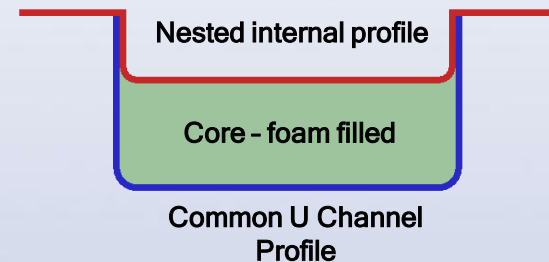 Nested internal profile
Core - foam filled
Common U Channel
Profile